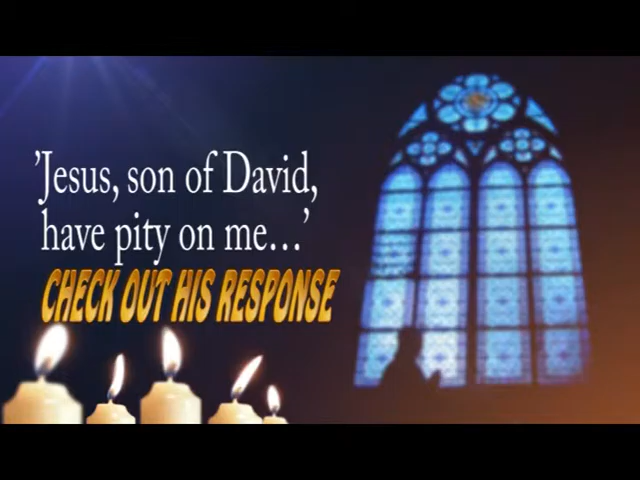 ’Jesus, son of David,
have pity on me...’
CHECK OUT HIS RESPONSE